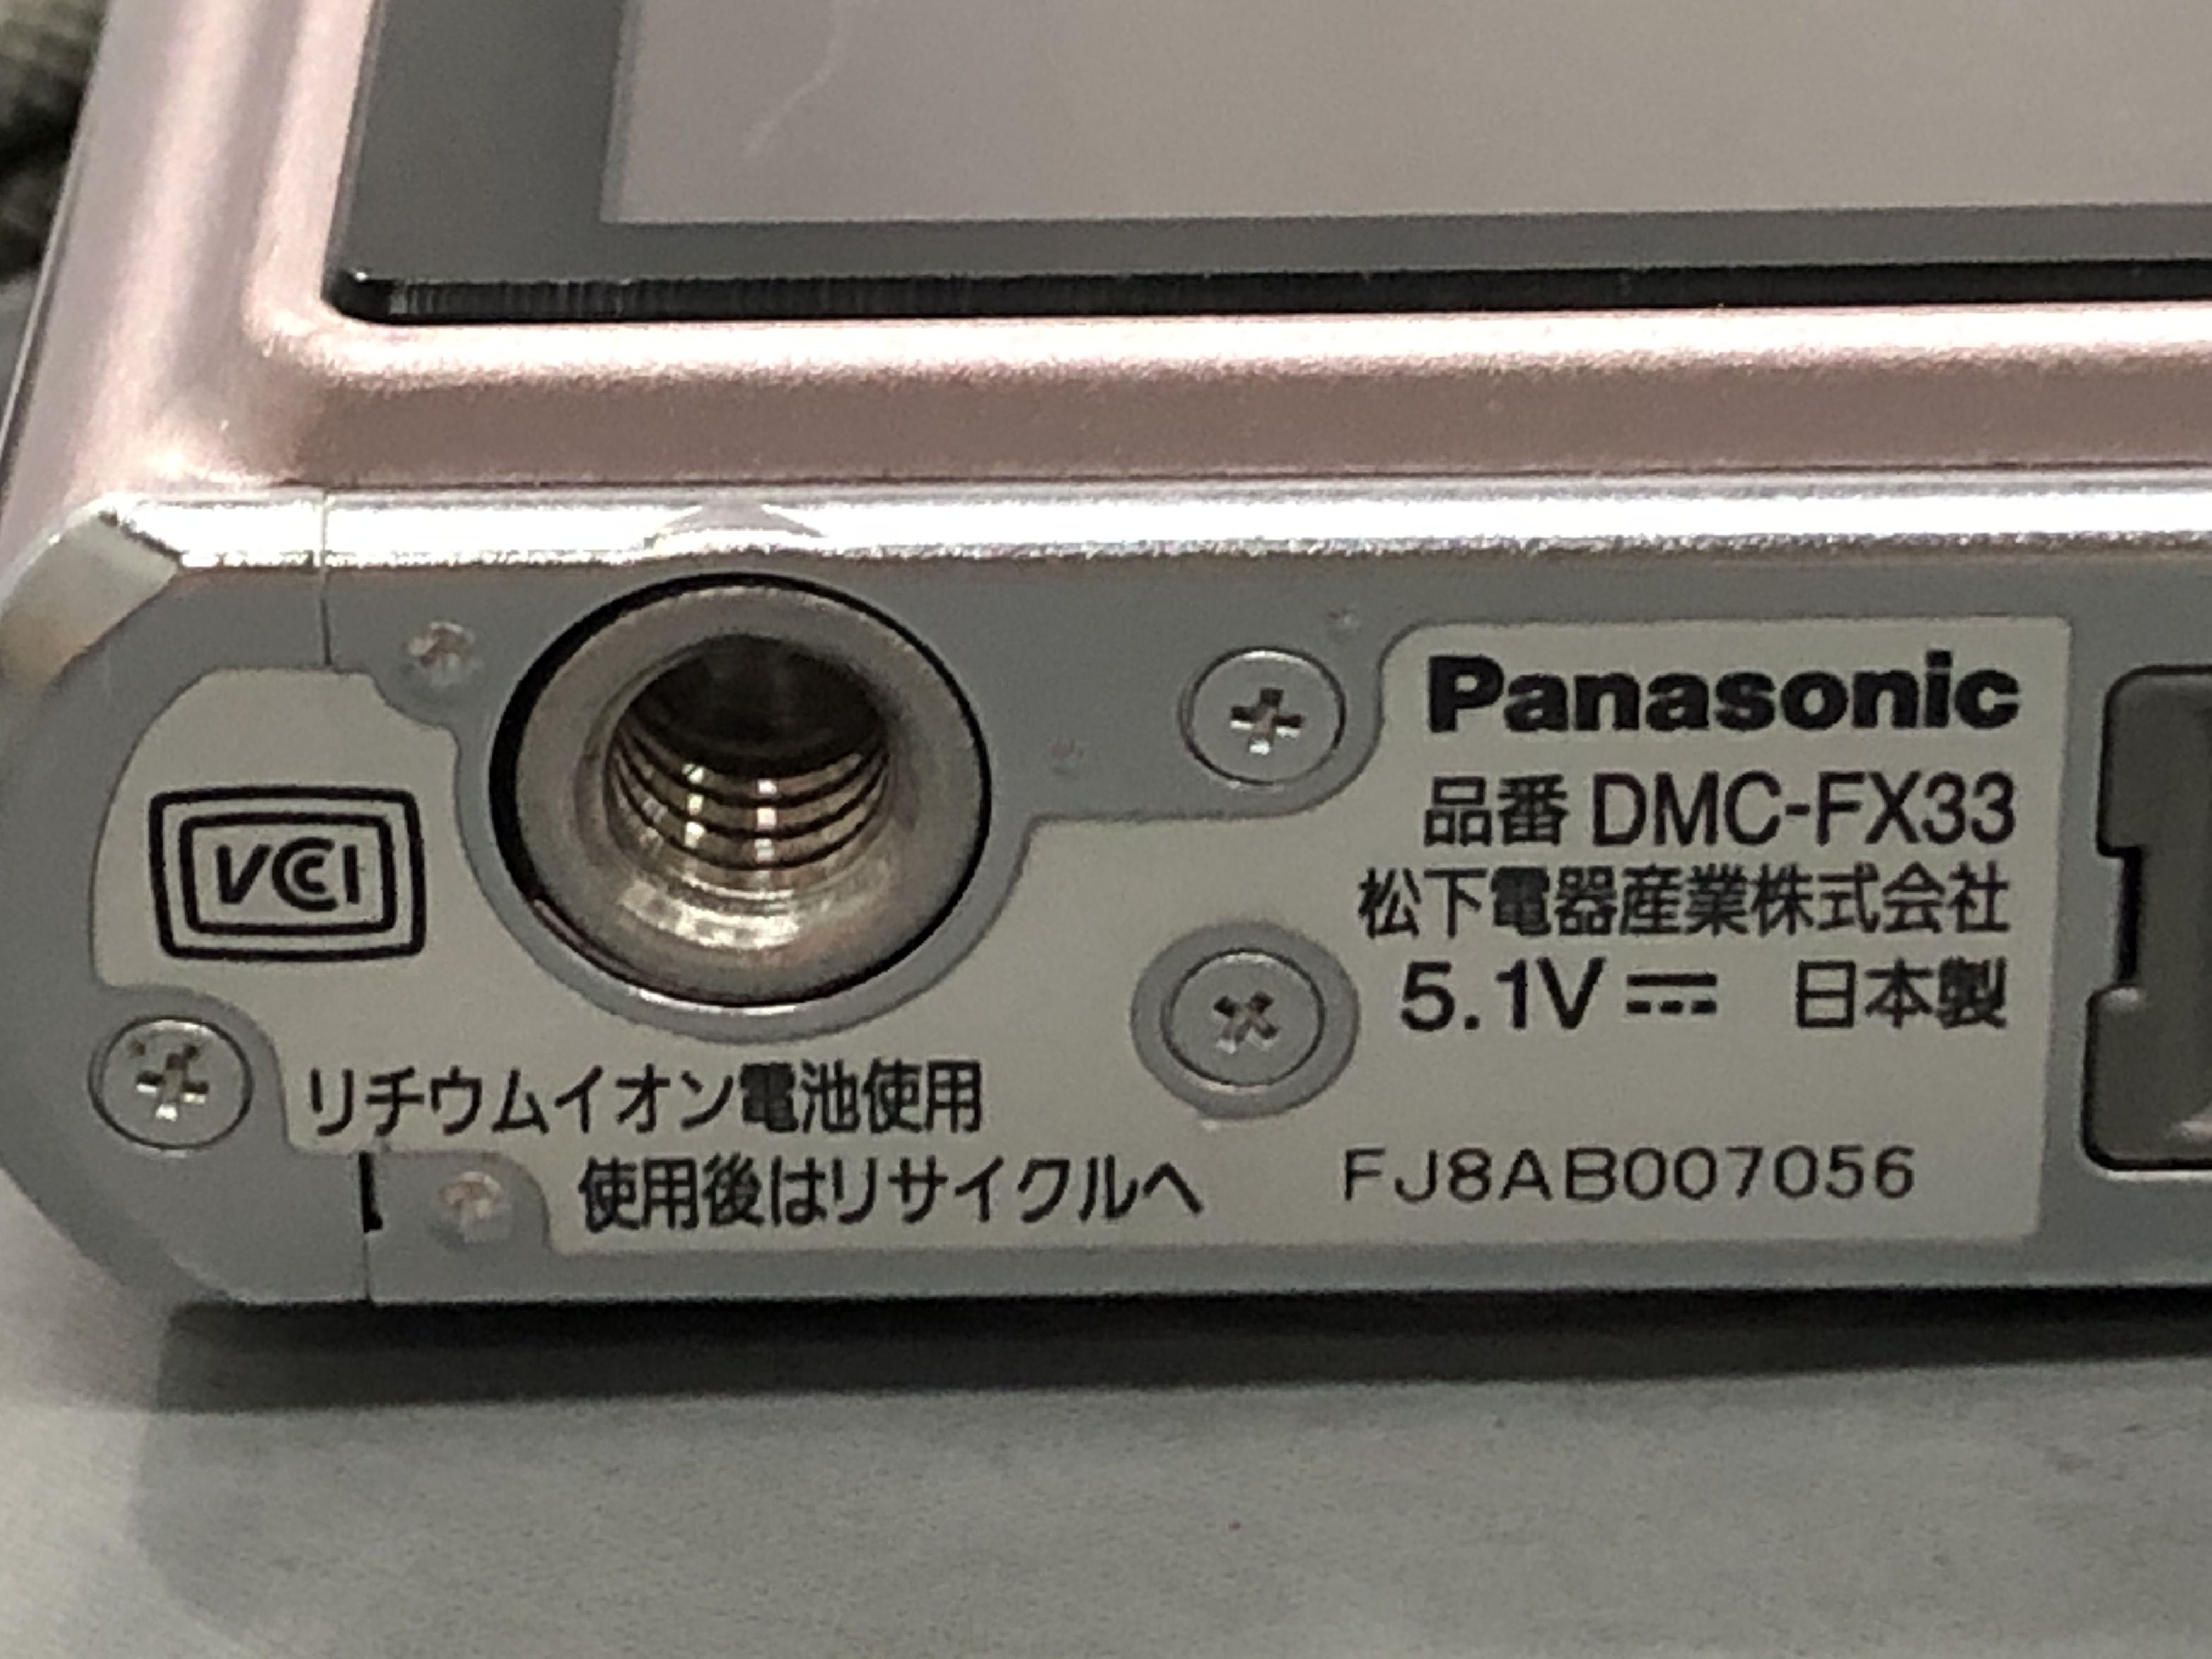 Panasonic
品番 DMC-FX33
松下電器産業株式会社
5.1V 日本製
VCCI
リチウムイオン電池使用
使用後はリサイクルへ
FJ8AB007056